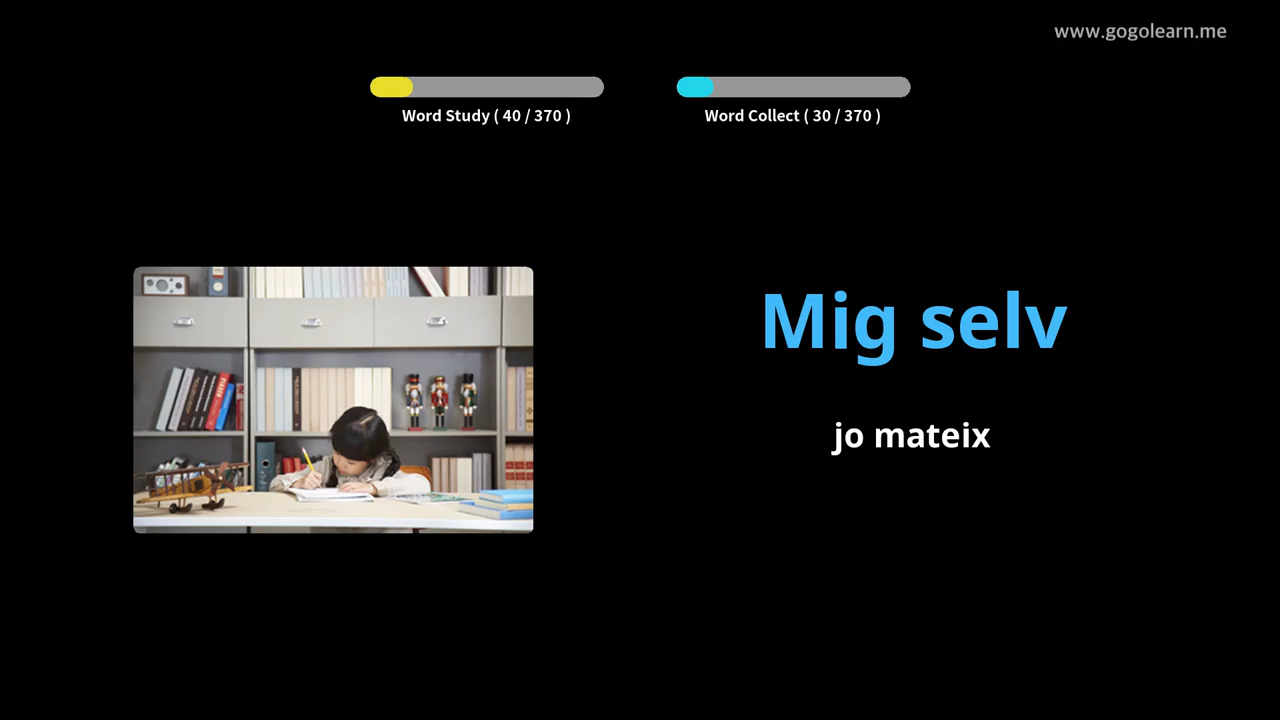 www.gogolearn.me
Word Study ( 40 / 370 )
Word Collect ( 30 / 370 )
Mig selv
jo mateix